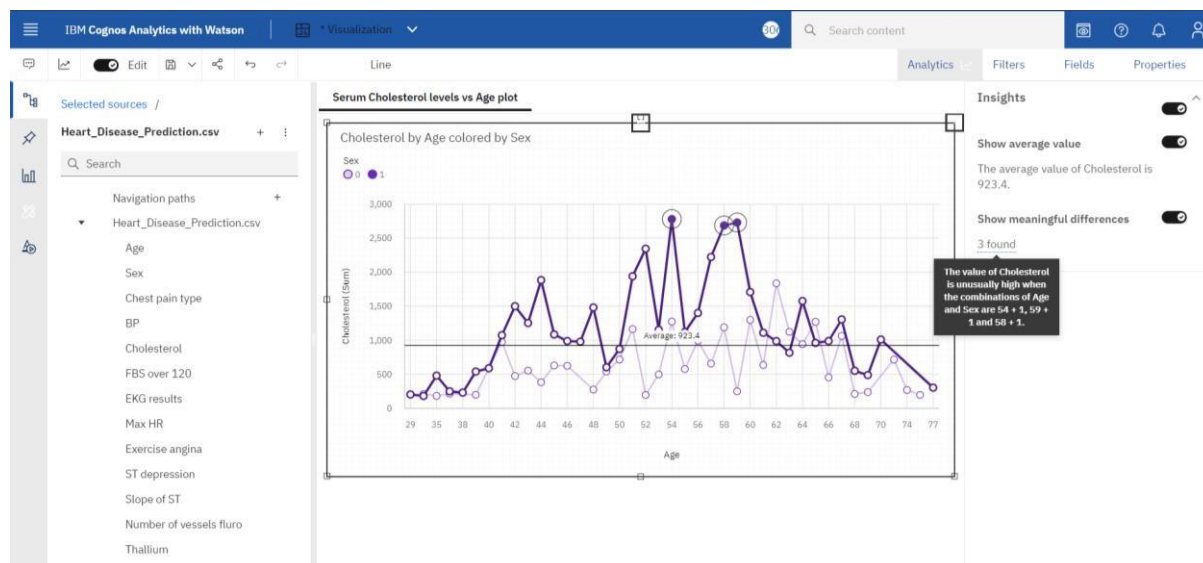 IBM Cognos Analytics with Watson
* Visualization
Search content
Edit
Line
Analytics
Filters
Fields
Properties
Selected sources /
Heart_Disease_Prediction.csv
Search
Navigation paths
Heart_Disease_Prediction.csv
Age
Sex
Chest pain type
BP
Cholesterol
FBS over 120
EKG results
Max HR
Exercise angina
ST depression
Slope of ST
Number of vessels fluro
Thallium
Serum Cholesterol levels vs Age plot
Cholesterol by Age colored by Sex
Sex
0 1
Cholesterol (Sum)
3,000
2,500
2,000
1,500
1,000
500
0
Average: 923.4
29 35 38 40 42 44 46 48 50 52 54 56 58 60 62 64 66 68 70 74 77
Age
Insights
Show average value
The average value of Cholesterol is
923.4.
Show meaningful differences
3 found
The value of Cholesterol
is unusually high when
the combinations of Age
and Sex are 54 + 1, 59 +
1 and 58 + 1.